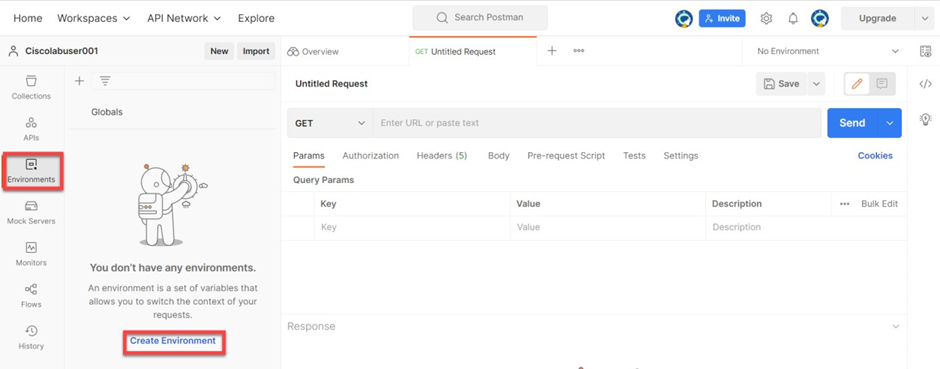 Home Workspaces API Network Explore Search Postman Invite Upgrade
Ciscolabuser001 New Import Overview GET Untitled Request No Environment
Collections
APIs
Environments
Mock Servers
Monitors
Flows
History
Globals
You don't have any environments.
An environment is a set of variables that
allows you to switch the context of your
requests.
Create Environment
Untitled Request Save
GET Enter URL or paste text Send
Params Authorization Headers (5) Body Pre-request Script Tests Settings Cookies
Query Params
Key Value Description Bulk Edit
Key Value Description
Response